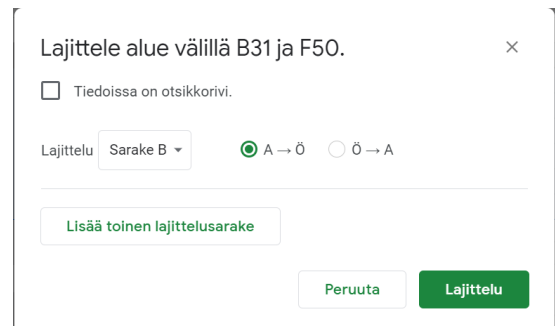 Lajittele alue välillä B31 ja F50.
Tiedoissa on otsikkorivi.
Lajittelu Sarake B A → Ö Ö → A
Lisää toinen lajittelusarake
Peruuta Lajittelu